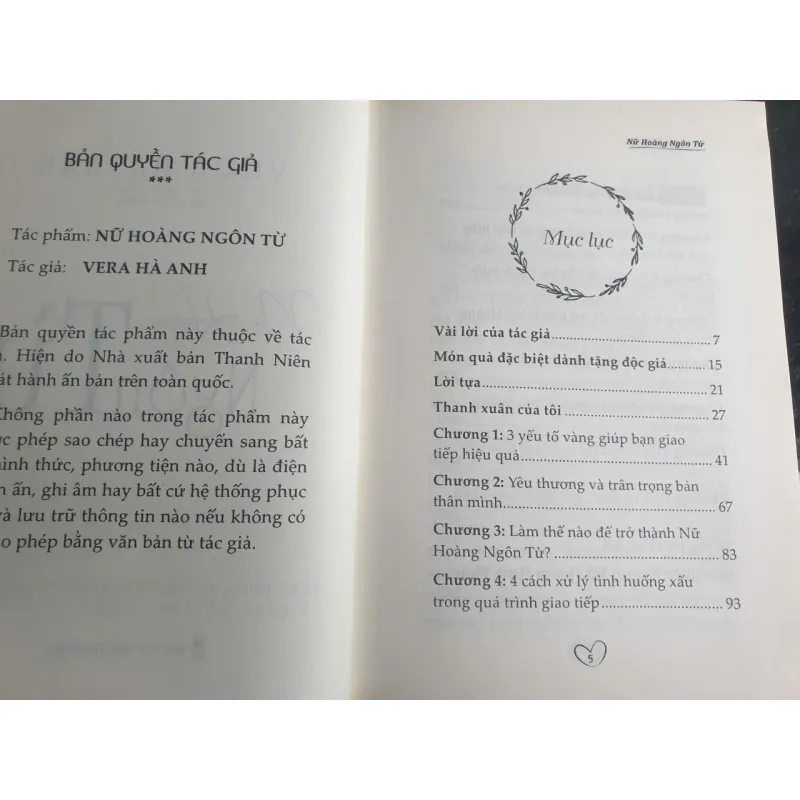 BẢN QUYỀN TÁC GIẢ
***
Tác phẩm: NỮ HOÀNG NGÔN TỪ
Tác giả: VERA HÀ ANH
Bản quyền tác phẩm này thuộc về tác
Hiện do Nhà xuất bản Thanh Niên
hành ấn bản trên toàn quốc.
Không phần nào trong tác phẩm này
phép sao chép hay chuyển sang bất
thức, phương tiện nào, dù là điện
ấn, ghi âm hay bất cứ hệ thống phục
và lưu trữ thông tin nào nếu không có
phép bằng văn bản từ tác giả.
Nữ Hoàng Ngôn Từ
Mục lục
Vài lời của tác giả 7
Món quà đặc biệt dành tặng độc giả 15
Lời tựa 21
Thanh xuân của tôi 27
Chương 1: 3 yếu tố vàng giúp bạn giao
tiếp hiệu quả 41
Chương 2: Yêu thương và trân trọng bản
thân mình 67
Chương 3: Làm thế nào để trở thành Nữ
Hoàng Ngôn Từ? 83
Chương 4: 4 cách xử lý tình huống xấu
trong quá trình giao tiếp 93
5